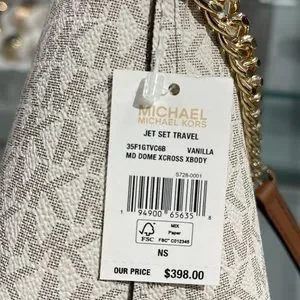 MICHAEL
MICHAEL KORS
JET SET TRAVEL
35F1GTVC6B VANILLA
MD DOME XCROSS XBODY
S728-0001
1 94900 65635 8
FSC
MIX
Paper
FSC® C012345
NS
OUR PRICE $398.00